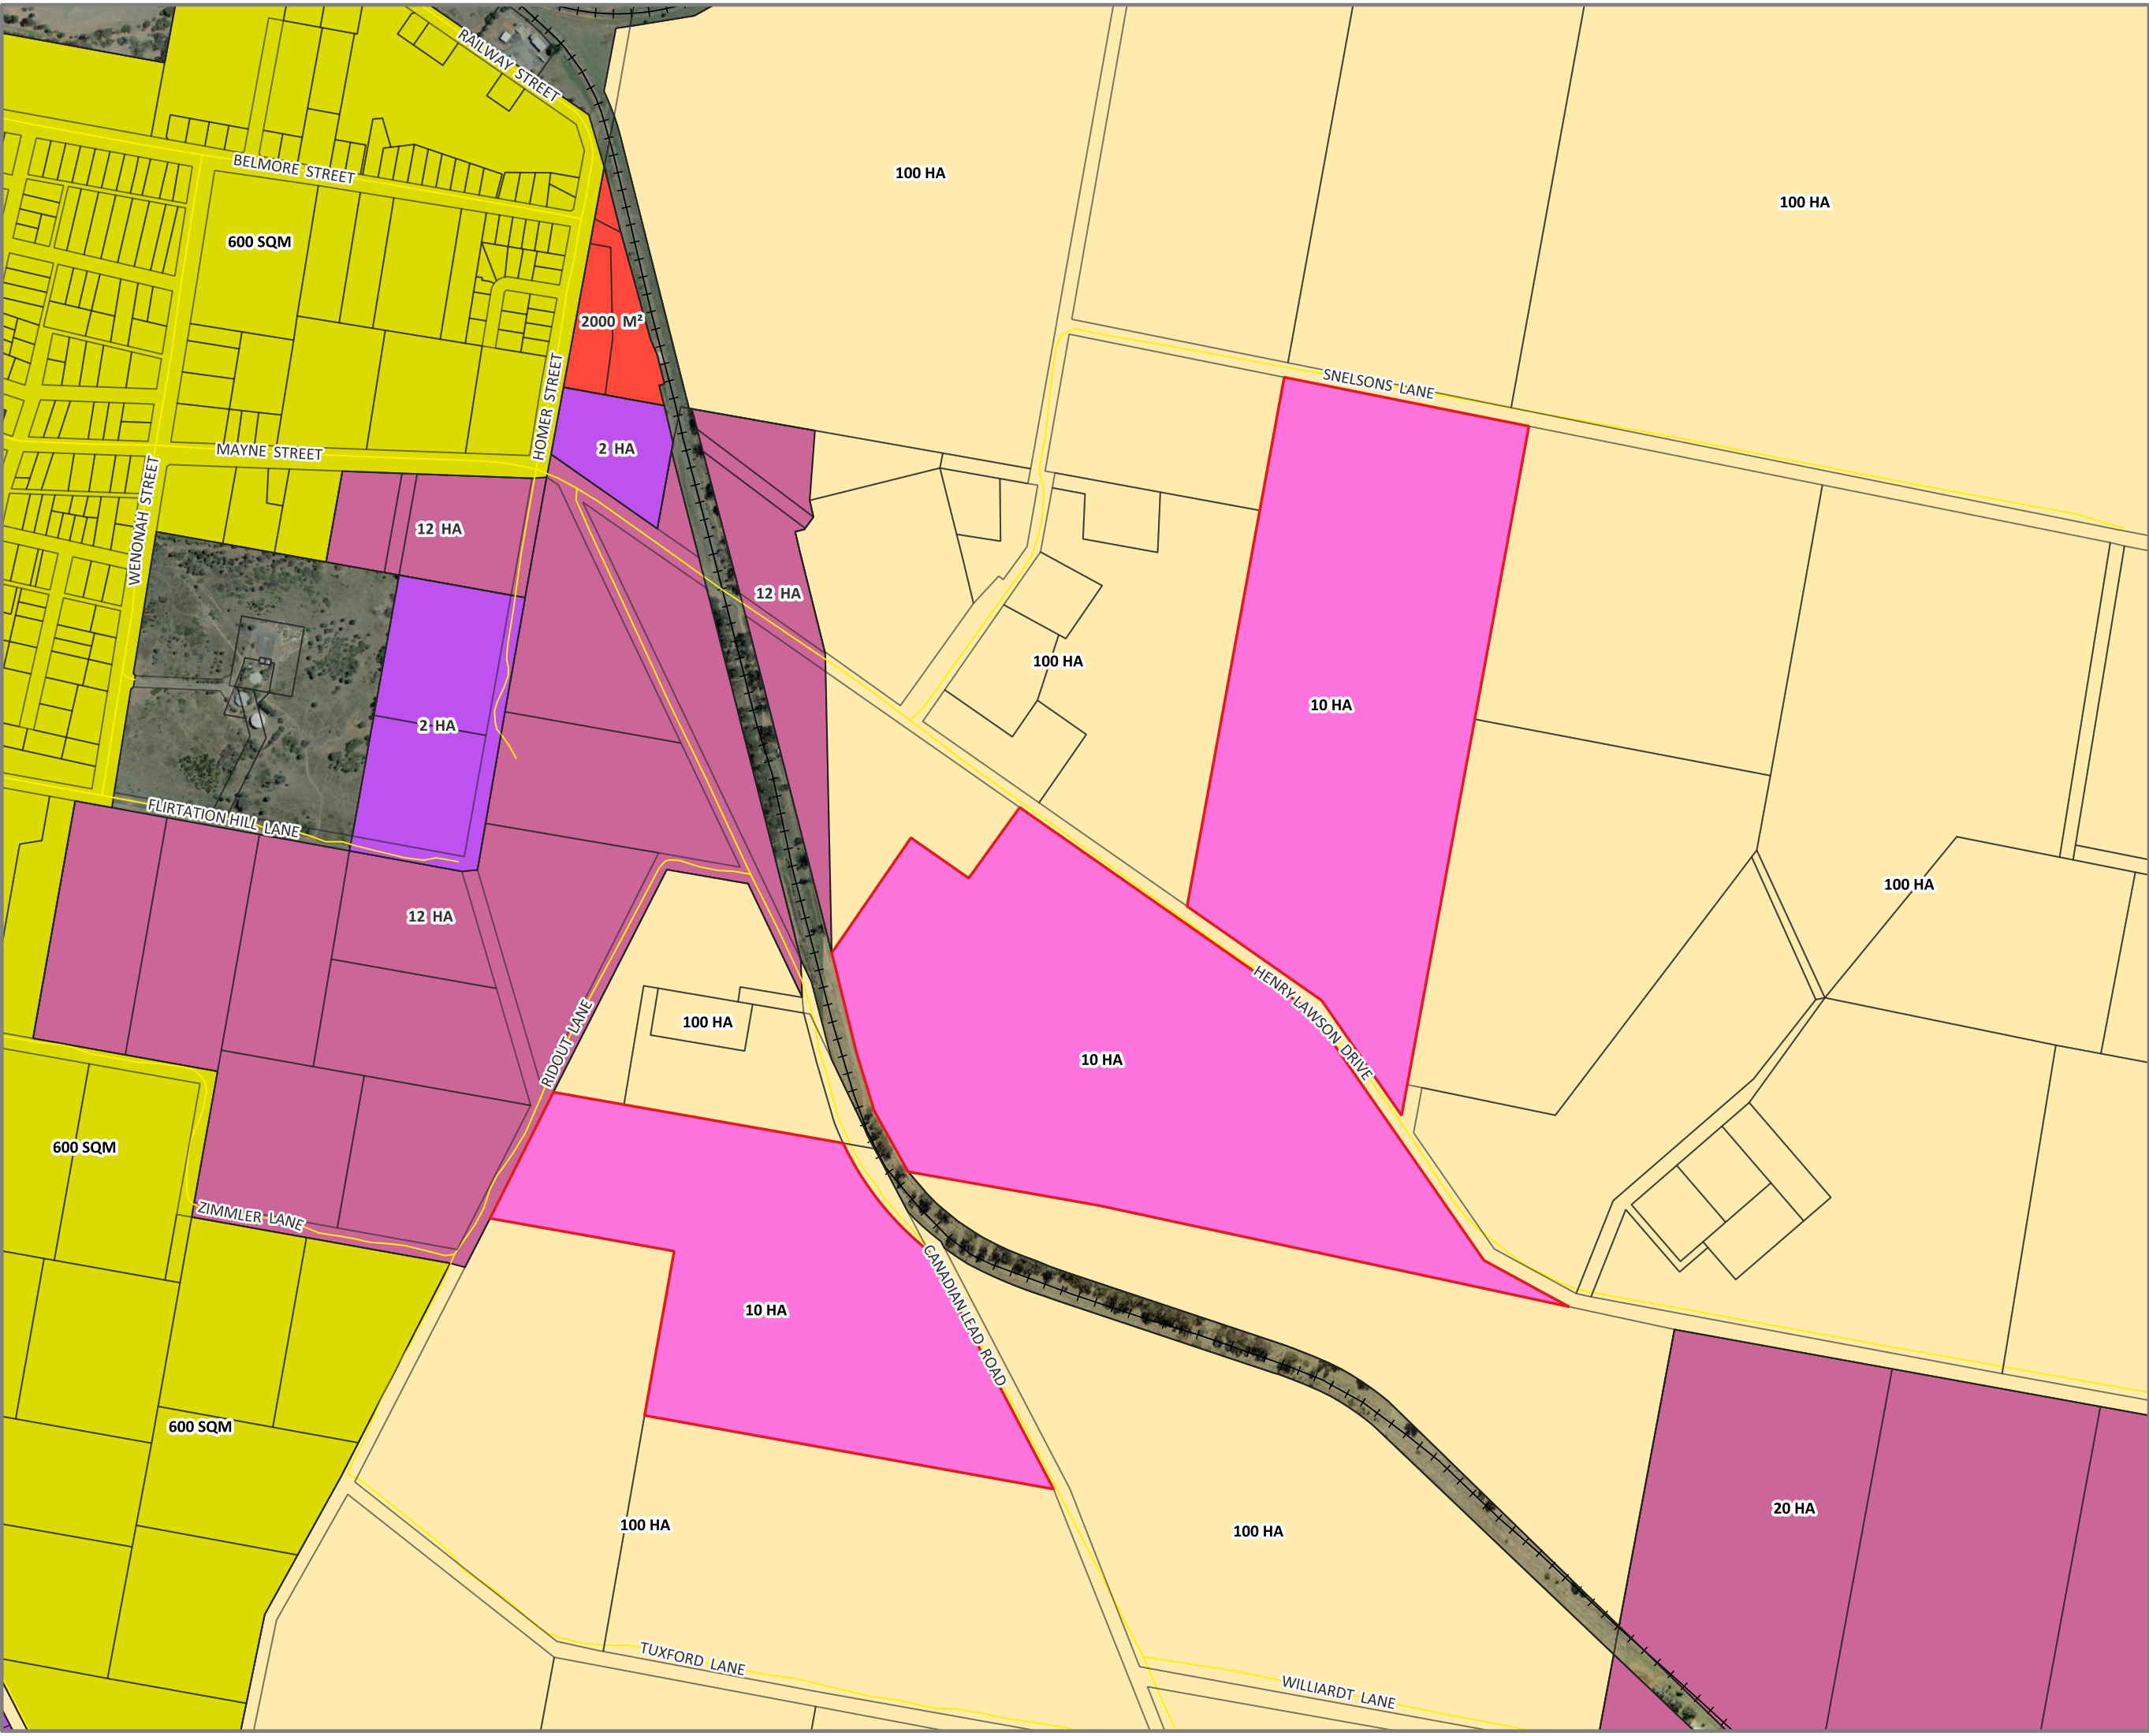 RAILWAY STREET
BELMORE STREET
100 HA
100 HA
600 SQM
2000 M²
SNELSONS LANE
HOMER STREET
MAYNE STREET
2 HA
WENONAH STREET
12 HA
12 HA
100 HA
10 HA
2 HA
FLIRTATION HILL LANE
100 HA
12 HA
HENRY LAWSON DRIVE
100 HA
RIDOUT LANE
10 HA
600 SQM
ZIMMLER LANE
CANADIAN LEAD ROAD
10 HA
600 SQM
20 HA
100 HA
100 HA
TUXFORD LANE
WILLIARDT LANE